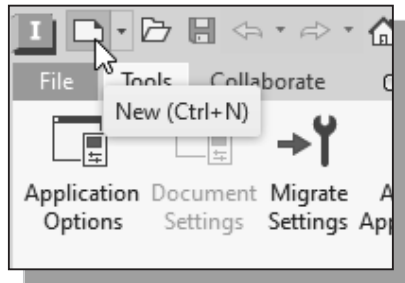 I
File Tools Collaborate
New (Ctrl+N)
Application Document Migrate
Options Settings Settings